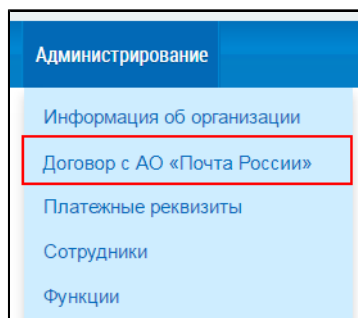 Администрирование
Информация об организации
Договор с АО «Почта России»
Платежные реквизиты
Сотрудники
Функции